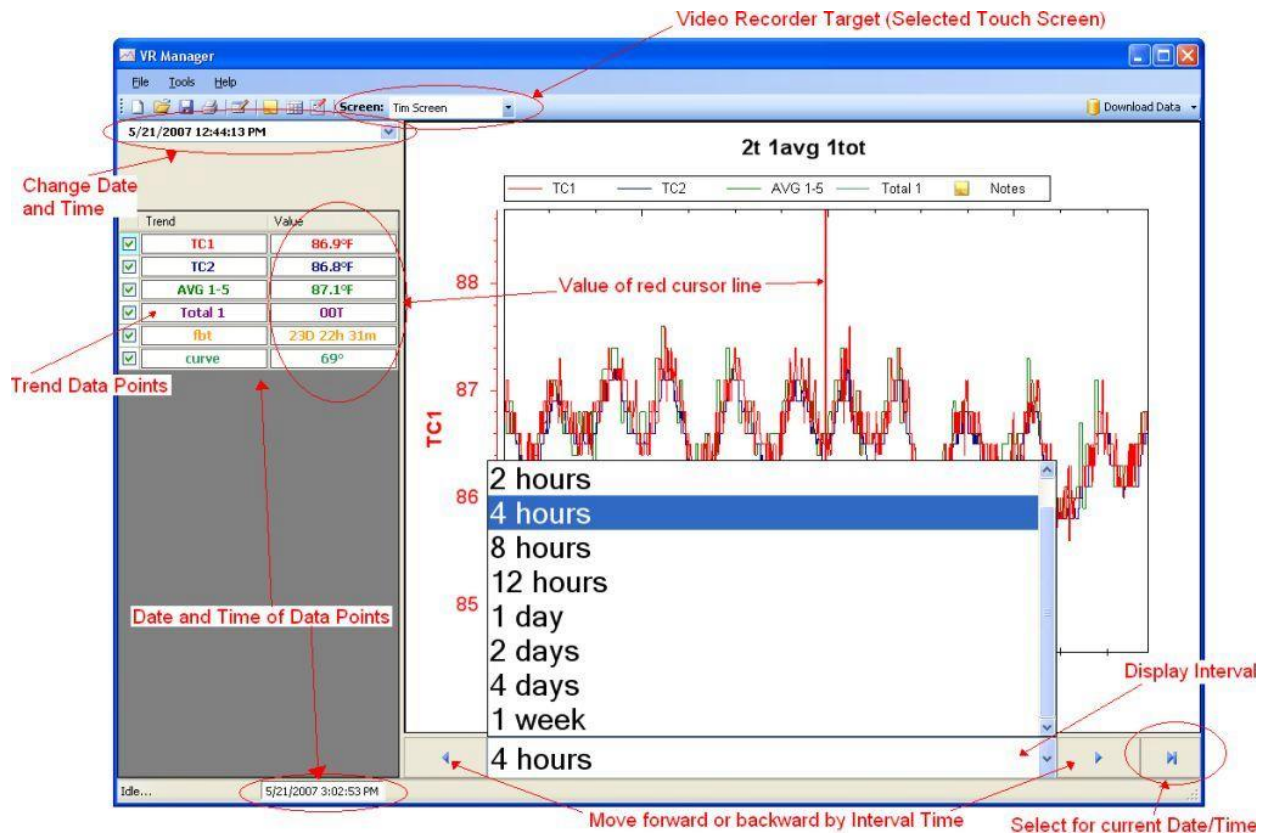 Video Recorder Target (Selected Touch Screen)
VR Manager
File Tools Help
Screen: Tim Screen
Download Data
5/21/2007 12:44:13 PM
Change Date
and Time
2t 1avg 1tot
TC1 TC2 AVG 1-5 Total 1 Notes
Trend Value
TC1 86.9°F
TC2 86.8°F
AVG 1-5 87.1°F
Total 1 00T
fbt 23D 22h 31m
curve 69°
Trend Data Points
Value of red cursor line
88
87
86
85
TC1
2 hours
4 hours
8 hours
12 hours
1 day
2 days
4 days
1 week
4 hours
Date and Time of Data Points
Display Interval
Idle...
5/21/2007 3:02:53 PM
Move forward or backward by Interval Time
Select for current Date/Time